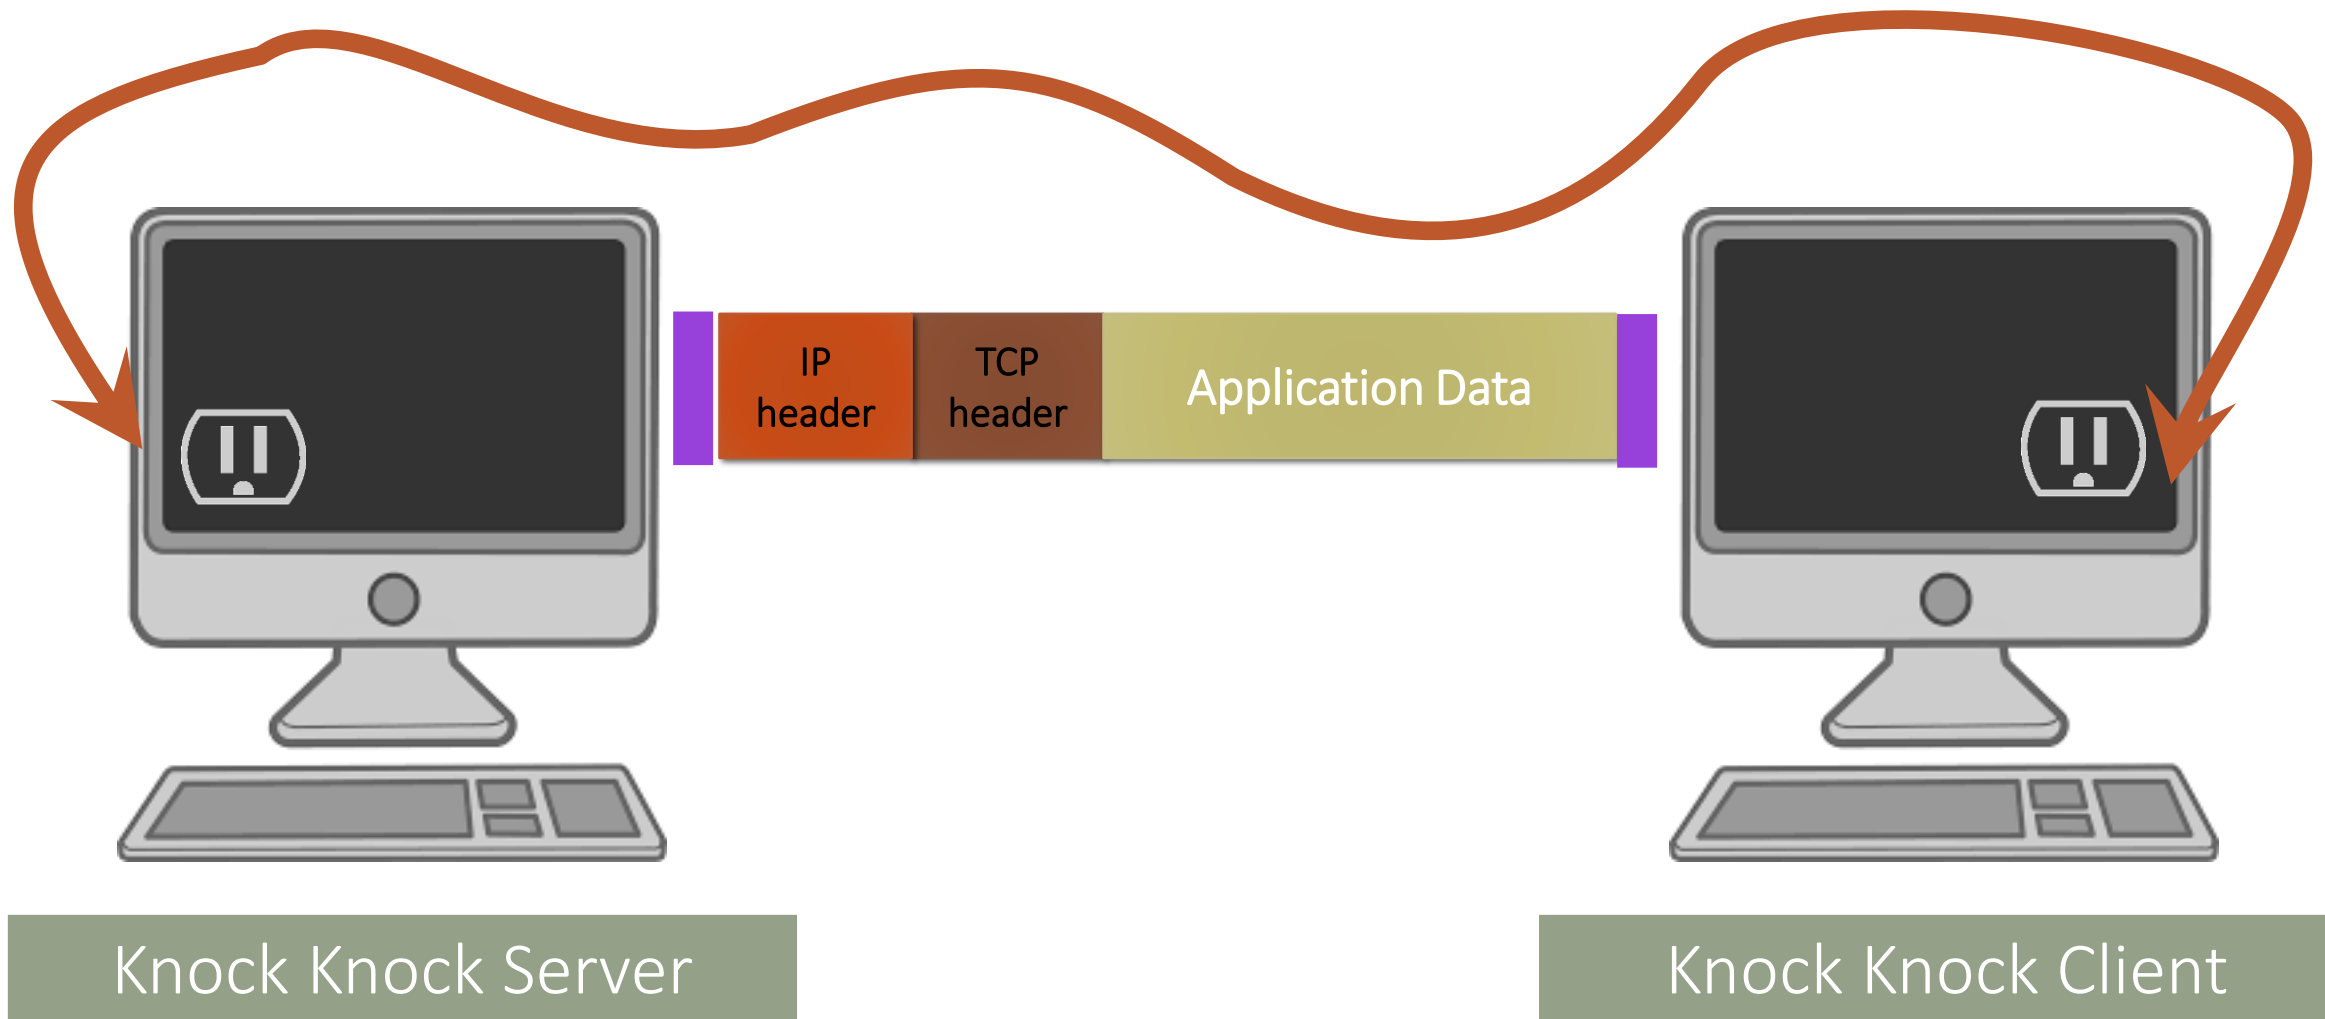 IP
header
TCP
header
Application Data
Knock Knock Server
Knock Knock Client